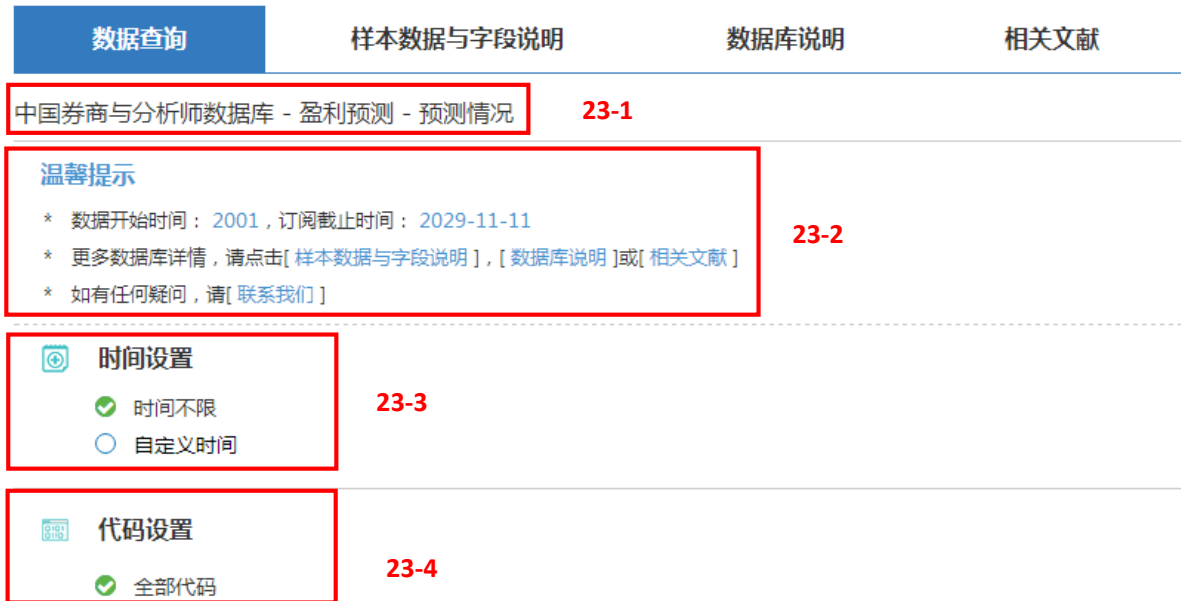 数据查询 样本数据与字段说明 数据库说明 相关文献
中国券商与分析师数据库 - 盈利预测 - 预测情况 23-1
温馨提示
* 数据开始时间： 2001，订阅截止时间： 2029-11-11
23-2
* 更多数据库详情，请点击[ 样本数据与字段说明 ]，[ 数据库说明 ]或[ 相关文献 ]
* 如有任何疑问，请[ 联系我们 ]
时间设置
时间不限 23-3
自定义时间
代码设置
23-4
全部代码